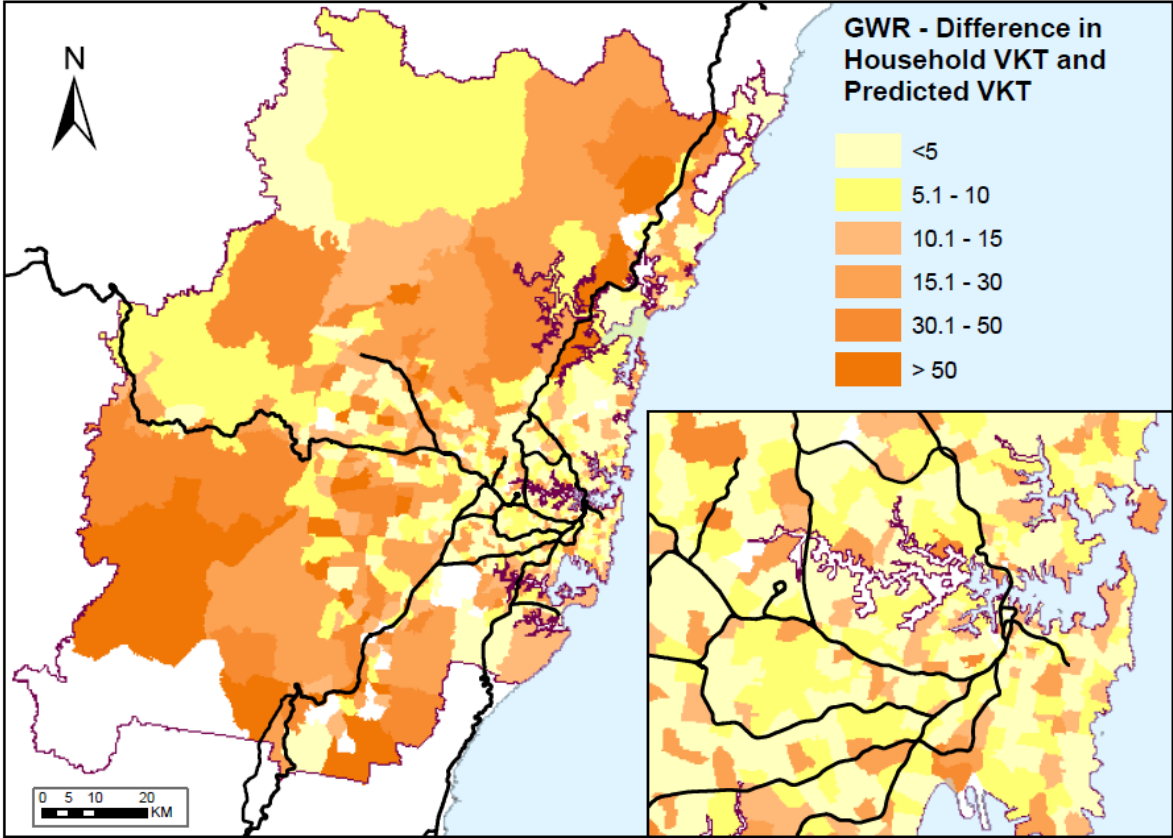 GWR - Difference in
Household VKT and
Predicted VKT
N
<5
5.1 - 10
10.1 - 15
15.1 - 30
30.1 - 50
> 50
0 5 10 20
KM